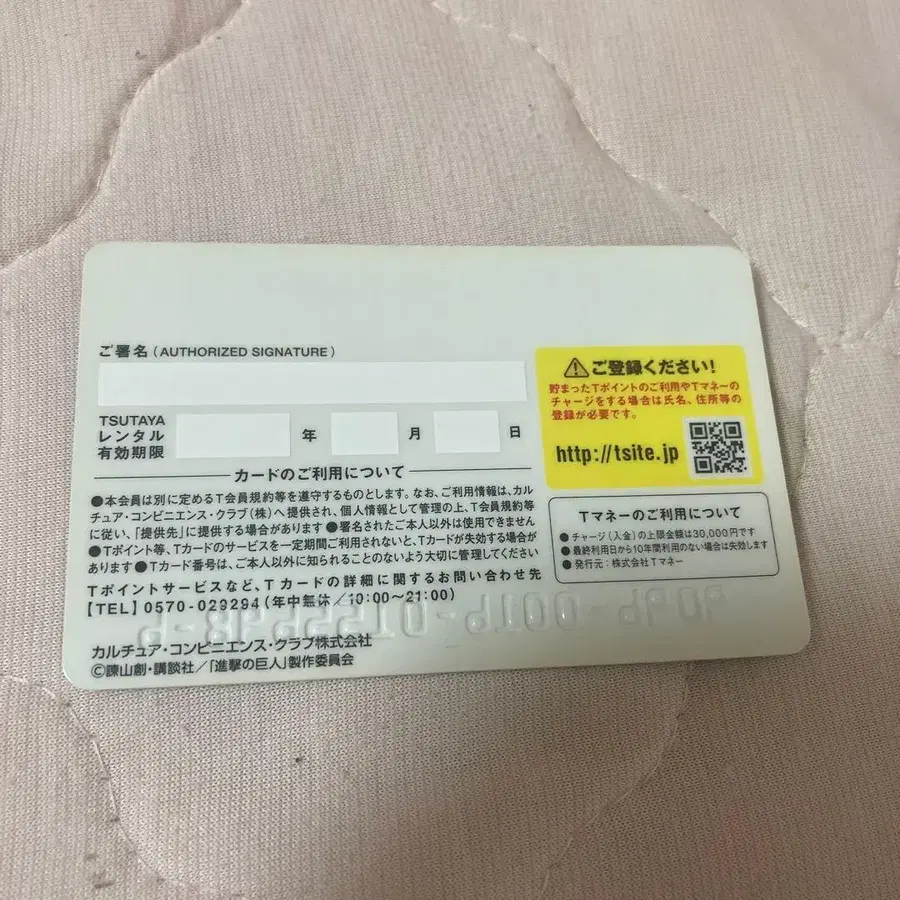 ご署名(AUTHORIZED SIGNATURE)
TSUTAYA
レンタル
有効期限
年 月 日
カードのご利用について
●本会員は別に定めるT会員規約等を遵守するものとします。なお、ご利用情報は、カル
チュア・コンビニエンス・クラブ(株)へ提供され、個人情報として管理の上、T会員規約等
に従い、「提供先」に提供する場合があります●署名されたご本人以外は使用できません
●Tポイント等、Tカードのサービスを一定期間ご利用されないと、Tカードが失効する場合が
あります●Tカード番号は、ご本人以外に知られることのないよう大切に管理してください
Tポイントサービスなど、Tカードの詳細に関するお問い合わせ先
【TEL】0570-029294(年中無休/10:00〜21:00)
カルチュア・コンビニエンス・クラブ株式会社
©諫山創・講談社/「進撃の巨人」製作委員会
ご登録ください!
貯まったTポイントのご利用やTマネーの
チャージをする場合は氏名、住所等の
登録が必要です。
http://tsite.jp
Tマネーのご利用について
●チャージ(入金)の上限金額は30,000円です
●最終利用日から10年間利用のない場合は失効します
●発行元:株式会社Tマネー